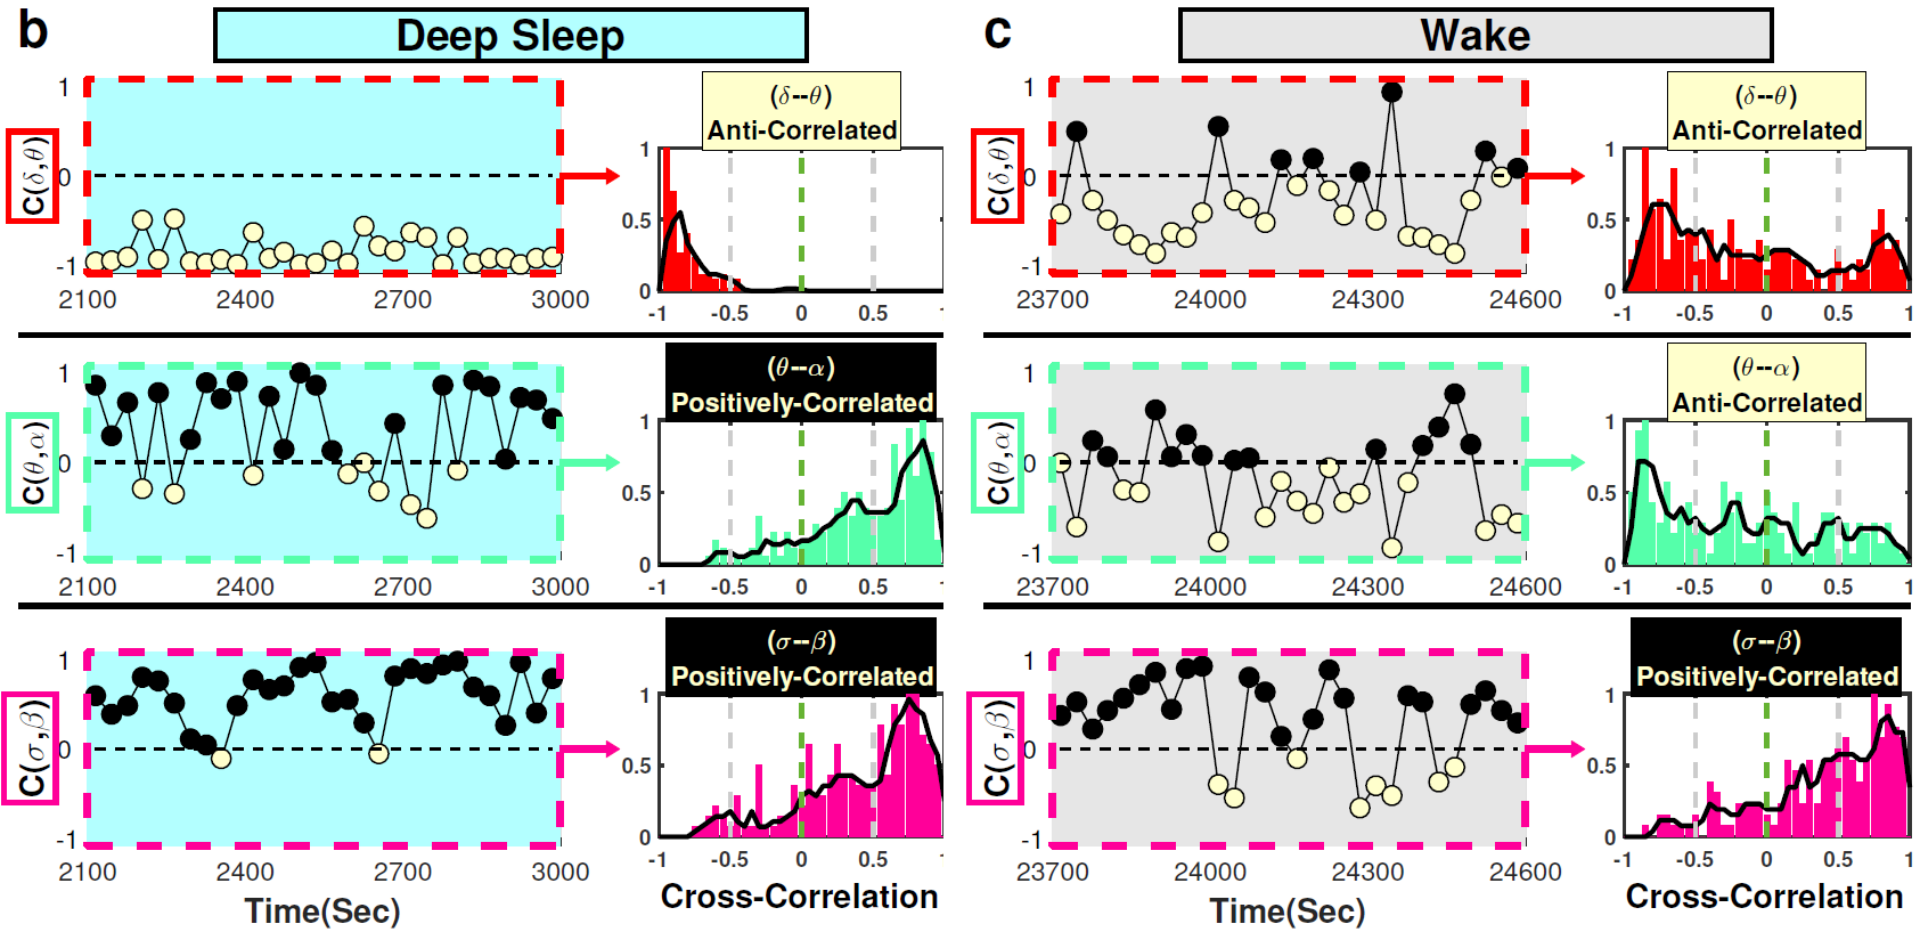 b
Deep Sleep
C(δ,θ)
1
0
-1
2100 2400 2700 3000
(δ--θ)
Anti-Correlated
1
0.5
0
-1 -0.5 0 0.5
C(θ,α)
1
0
-1
2100 2400 2700 3000
(θ--α)
Positively-Correlated
1
0.5
0
-1 -0.5 0 0.5 1
C(σ,β)
1
0
-1
2100 2400 2700 3000
Time(Sec)
(σ--β)
Positively-Correlated
1
0.5
0
-1 -0.5 0 0.5 1
Cross-Correlation
c
Wake
C(δ,θ)
1
0
-1
23700 24000 24300 24600
(δ--θ)
Anti-Correlated
1
0.5
0
-1 -0.5 0 0.5 1
C(θ,α)
1
0
-1
23700 24000 24300 24600
(θ--α)
Anti-Correlated
1
0.5
0
-1 -0.5 0 0.5 1
C(σ,β)
1
0
-1
23700 24000 24300 24600
Time(Sec)
(σ--β)
Positively-Correlated
1
0.5
0
-1 -0.5 0 0.5 1
Cross-Correlation